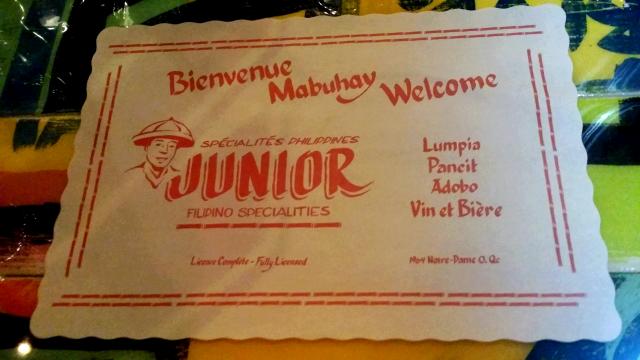 Bienvenue
Mabuhay
Welcome
SPÉCIALITÉS PHILIPPINES
JUNIOR
FILIPINO SPECIALITIES
Lumpia
Pancit
Adobo
Vin et Bière
Licence Complète - Fully Licensed
1964 Notre-Dame O. Qc